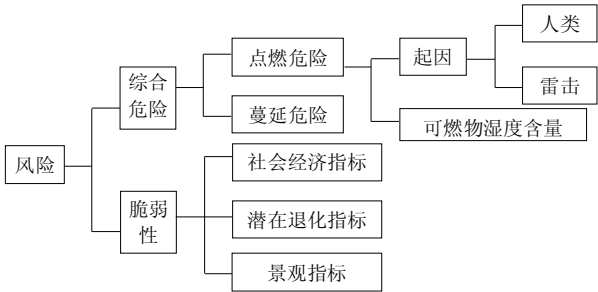 人类
点燃危险
起因
综合
危险
雷击
蔓延危险
可燃物湿度含量
风险
社会经济指标
脆弱
性
潜在退化指标
景观指标